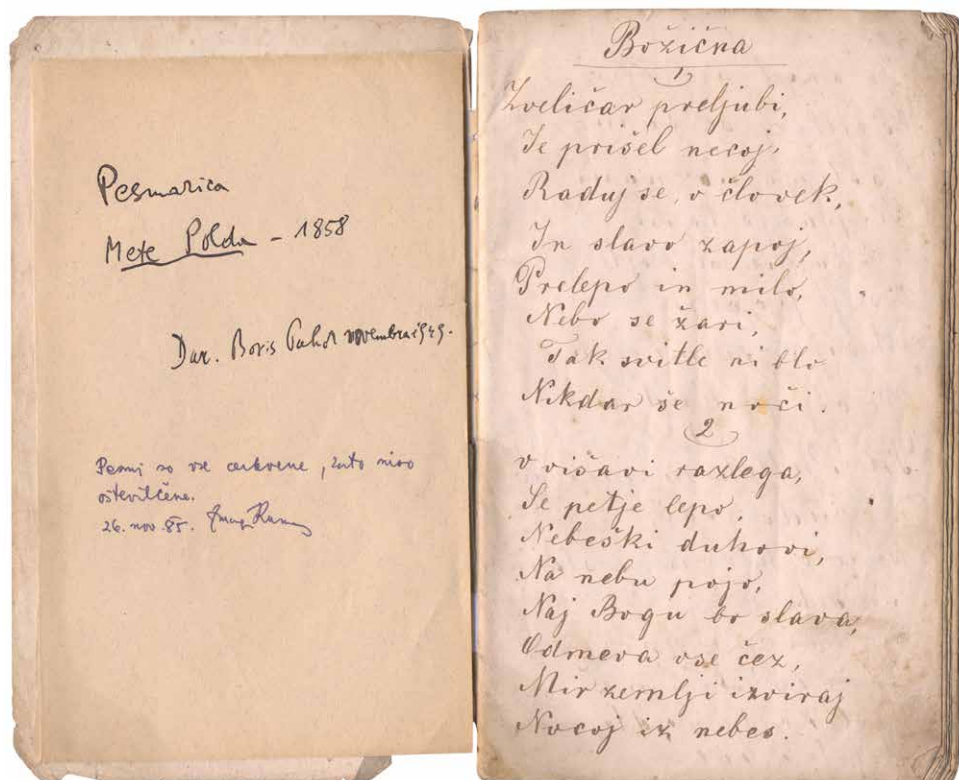 Pesmarica
Mete Polda – 1858
Dar. Boris Pahor novembra 1949.
Pesmi so vse cerkvene, zato niso
oštevilčene.
26. nov. 85.
Božična
1
Zveličar preljubi,
Je prišel necoj,
Raduj se, o človek,
In slavo zapoj,
Prelepo in milo,
Nebo se žari,
Tak svitle ni blo
Nikdar še noči.
2
V višavi razlega,
Se petje lepo,
Nebeški duhovi,
Na nebu pojo,
Naj Bogu bo slava,
Odmeva vse čez,
Mir zemlji izviraj
Nocoj iz nebes.